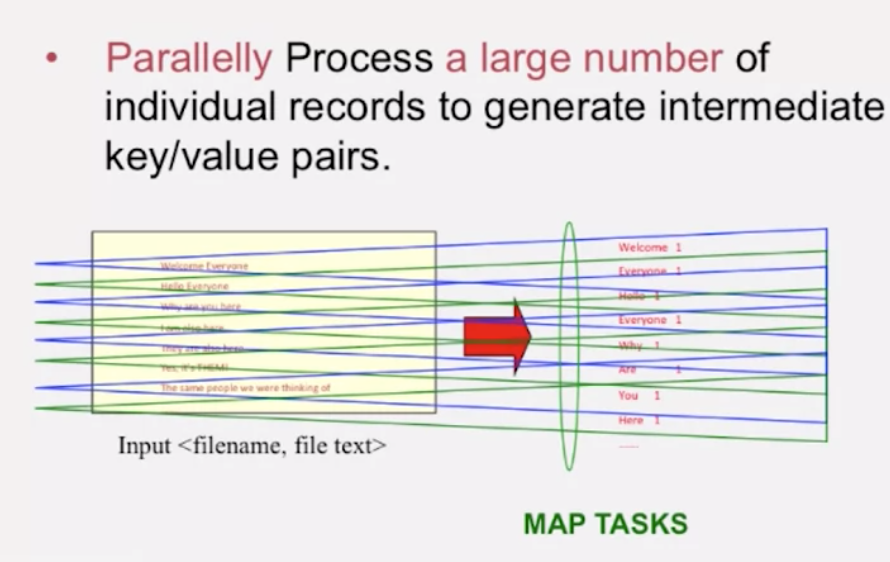 • Parallelly Process a large number of
individual records to generate intermediate
key/value pairs.
Welcome Everyone
Hello Everyone
Why are you here
I am also here
They are also here
Yes, it's THEM!
The same people we were thinking of
Input <filename, file text>
Welcome 1
Everyone 1
Hello 1
Everyone 1
Why 1
Are 1
You 1
Here 1
.......
MAP TASKS